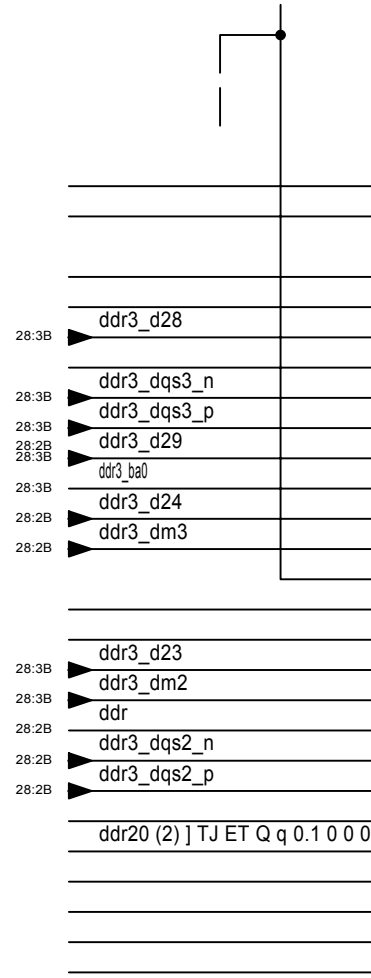 28:3B ddr3_d28
28:3B ddr3_dqs3_n
28:3B ddr3_dqs3_p
28:2B
28:3B ddr3_d29
28:3B ddr3_ba0
28:2B ddr3_d24
28:2B ddr3_dm3
28:3B ddr3_d23
28:3B ddr3_dm2
28:2B ddr
28:2B ddr3_dqs2_n
28:2B ddr3_dqs2_p
ddr20 (2) ] TJ ET Q q 0.1 0 0 0